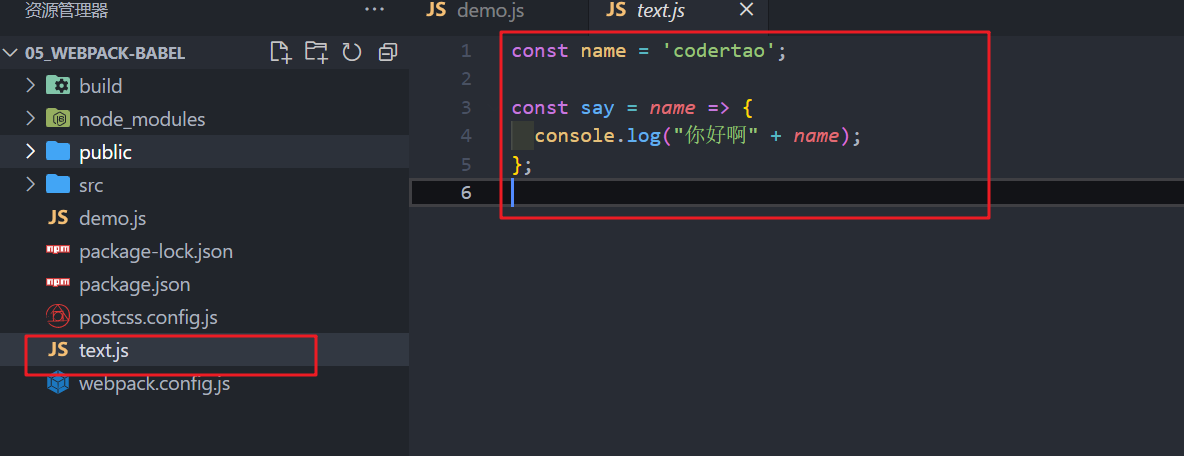 资源管理器 ···
05_WEBPACK-BABEL
build
node_modules
public
src
JS demo.js
npm package-lock.json
npm package.json
postcss.config.js
JS text.js
webpack.config.js
JS demo.js JS text.js ×
1 const name = 'codertao';
2
3 const say = name => {
4 console.log("你好啊" + name);
5 };
6